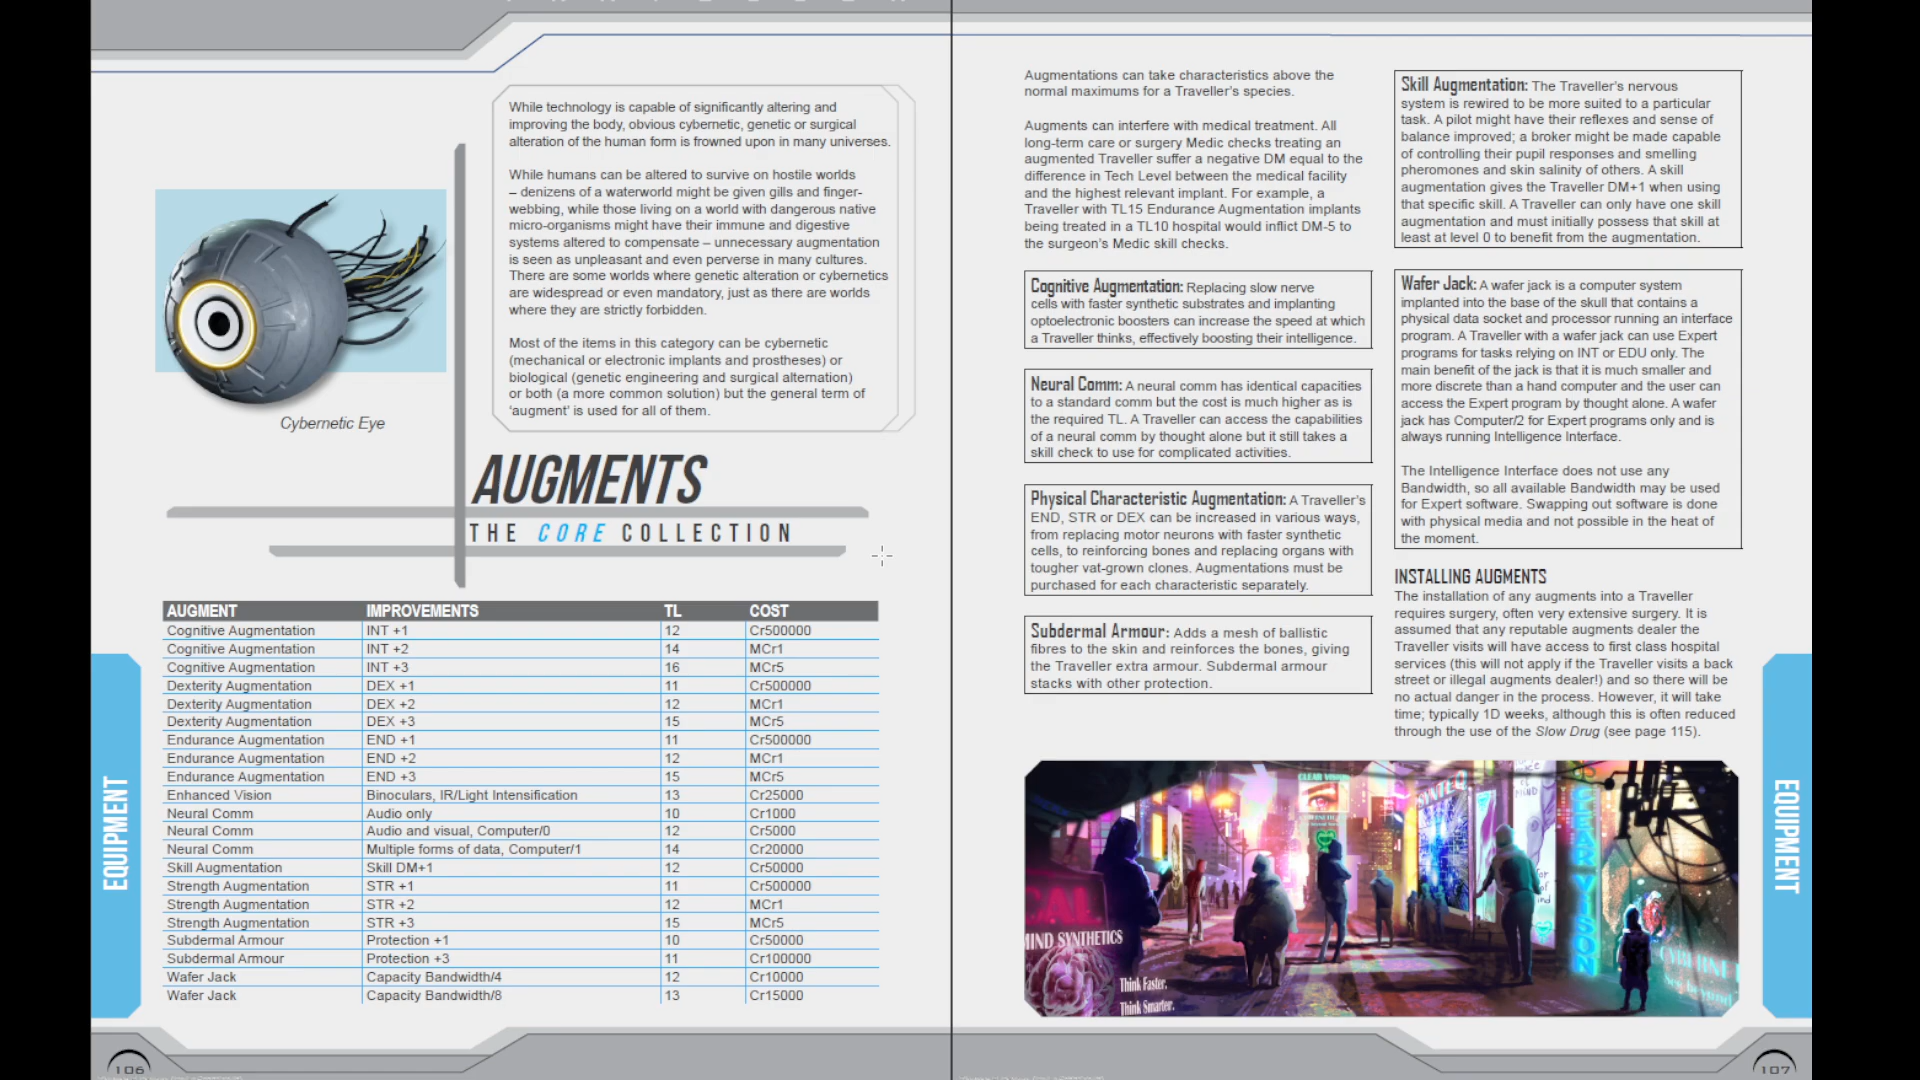 While technology is capable of significantly altering and
improving the body, obvious cybernetic, genetic or surgical
alteration of the human form is frowned upon in many universes.
While humans can be altered to survive on hostile worlds
– denizens of a waterworld might be given gills and finger-
webbing, while those living on a world with dangerous native
micro-organisms might have their immune and digestive
systems altered to compensate – unnecessary augmentation
is seen as unpleasant and even perverse in many cultures.
There are some worlds where genetic alteration or cybernetics
are widespread or even mandatory, just as there are worlds
where they are strictly forbidden.
Most of the items in this category can be cybernetic
(mechanical or electronic implants and prostheses) or
biological (genetic engineering and surgical alternation)
or both (a more common solution) but the general term of
‘augment’ is used for all of them.
Cybernetic Eye
AUGMENTS
THE CORE COLLECTION
AUGMENT IMPROVEMENTS TL COST
Cognitive Augmentation INT +1 12 Cr500000
Cognitive Augmentation INT +2 14 MCr1
Cognitive Augmentation INT +3 16 MCr5
Dexterity Augmentation DEX +1 11 Cr500000
Dexterity Augmentation DEX +2 12 MCr1
Dexterity Augmentation DEX +3 15 MCr5
Endurance Augmentation END +1 11 Cr500000
Endurance Augmentation END +2 12 MCr1
Endurance Augmentation END +3 15 MCr5
Enhanced Vision Binoculars, IR/Light Intensification 13 Cr25000
Neural Comm Audio only 10 Cr1000
Neural Comm Audio and visual, Computer/0 12 Cr5000
Neural Comm Multiple forms of data, Computer/1 14 Cr20000
Skill Augmentation Skill DM+1 12 Cr50000
Strength Augmentation STR +1 11 Cr500000
Strength Augmentation STR +2 12 MCr1
Strength Augmentation STR +3 15 MCr5
Subdermal Armour Protection +1 10 Cr50000
Subdermal Armour Protection +3 11 Cr100000
Wafer Jack Capacity Bandwidth/4 12 Cr10000
Wafer Jack Capacity Bandwidth/8 13 Cr15000
EQUIPMENT
106
Augmentations can take characteristics above the
normal maximums for a Traveller’s species.
Augments can interfere with medical treatment. All
long-term care or surgery Medic checks treating an
augmented Traveller suffer a negative DM equal to the
difference in Tech Level between the medical facility
and the highest relevant implant. For example, a
Traveller with TL15 Endurance Augmentation implants
being treated in a TL10 hospital would inflict DM-5 to
the surgeon’s Medic skill checks.
Cognitive Augmentation: Replacing slow nerve
cells with faster synthetic substrates and implanting
optoelectronic boosters can increase the speed at which
a Traveller thinks, effectively boosting their intelligence.
Neural Comm: A neural comm has identical capacities
to a standard comm but the cost is much higher as is
the required TL. A Traveller can access the capabilities
of a neural comm by thought alone but it still takes a
skill check to use for complicated activities.
Physical Characteristic Augmentation: A Traveller’s
END, STR or DEX can be increased in various ways,
from replacing motor neurons with faster synthetic
cells, to reinforcing bones and replacing organs with
tougher vat-grown clones. Augmentations must be
purchased for each characteristic separately.
Subdermal Armour: Adds a mesh of ballistic
fibres to the skin and reinforces the bones, giving
the Traveller extra armour. Subdermal armour
stacks with other protection.
Skill Augmentation: The Traveller’s nervous
system is rewired to be more suited to a particular
task. A pilot might have their reflexes and sense of
balance improved; a broker might be made capable
of controlling their pupil responses and smelling
pheromones and skin salinity of others. A skill
augmentation gives the Traveller DM+1 when using
that specific skill. A Traveller can only have one skill
augmentation and must initially possess that skill at
least at level 0 to benefit from the augmentation.
Wafer Jack: A wafer jack is a computer system
implanted into the base of the skull that contains a
physical data socket and processor running an interface
program. A Traveller with a wafer jack can use Expert
programs for tasks relying on INT or EDU only. The
main benefit of the jack is that it is much smaller and
more discrete than a hand computer and the user can
access the Expert program by thought alone. A wafer
jack has Computer/2 for Expert programs only and is
always running Intelligence Interface.
The Intelligence Interface does not use any
Bandwidth, so all available Bandwidth may be used
for Expert software. Swapping out software is done
with physical media and not possible in the heat of
the moment.
INSTALLING AUGMENTS
The installation of any augments into a Traveller
requires surgery, often very extensive surgery. It is
assumed that any reputable augments dealer the
Traveller visits will have access to first class hospital
services (this will not apply if the Traveller visits a back
street or illegal augments dealer!) and so there will be
no actual danger in the process. However, it will take
time; typically 1D weeks, although this is often reduced
through the use of the Slow Drug (see page 115).
CLEAR VISION
CLEAR VISION
MIND SYNTHETICS
Think Faster.
Think Smarter.
EQUIPMENT
107